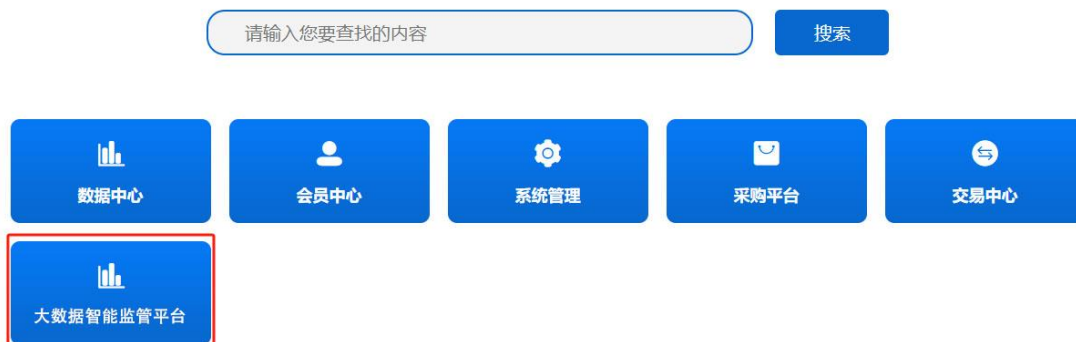 请输入您要查找的内容
搜索
数据中心
会员中心
系统管理
采购平台
交易中心
大数据智能监管平台